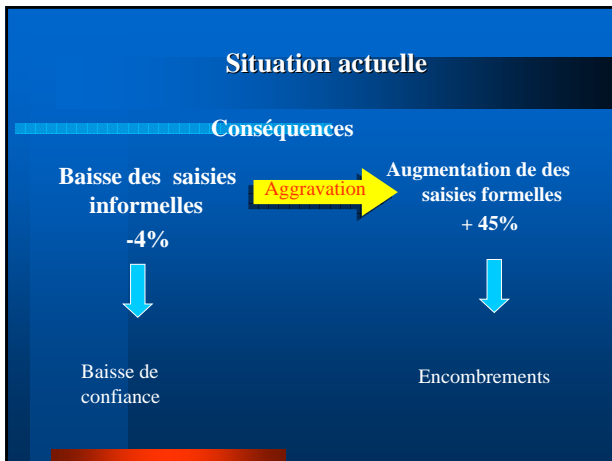 Situation actuelle
Conséquences
Baisse des saisies
informelles
-4%
Aggravation
Augmentation de des
saisies formelles
+ 45%
Baisse de
confiance
Encombrements